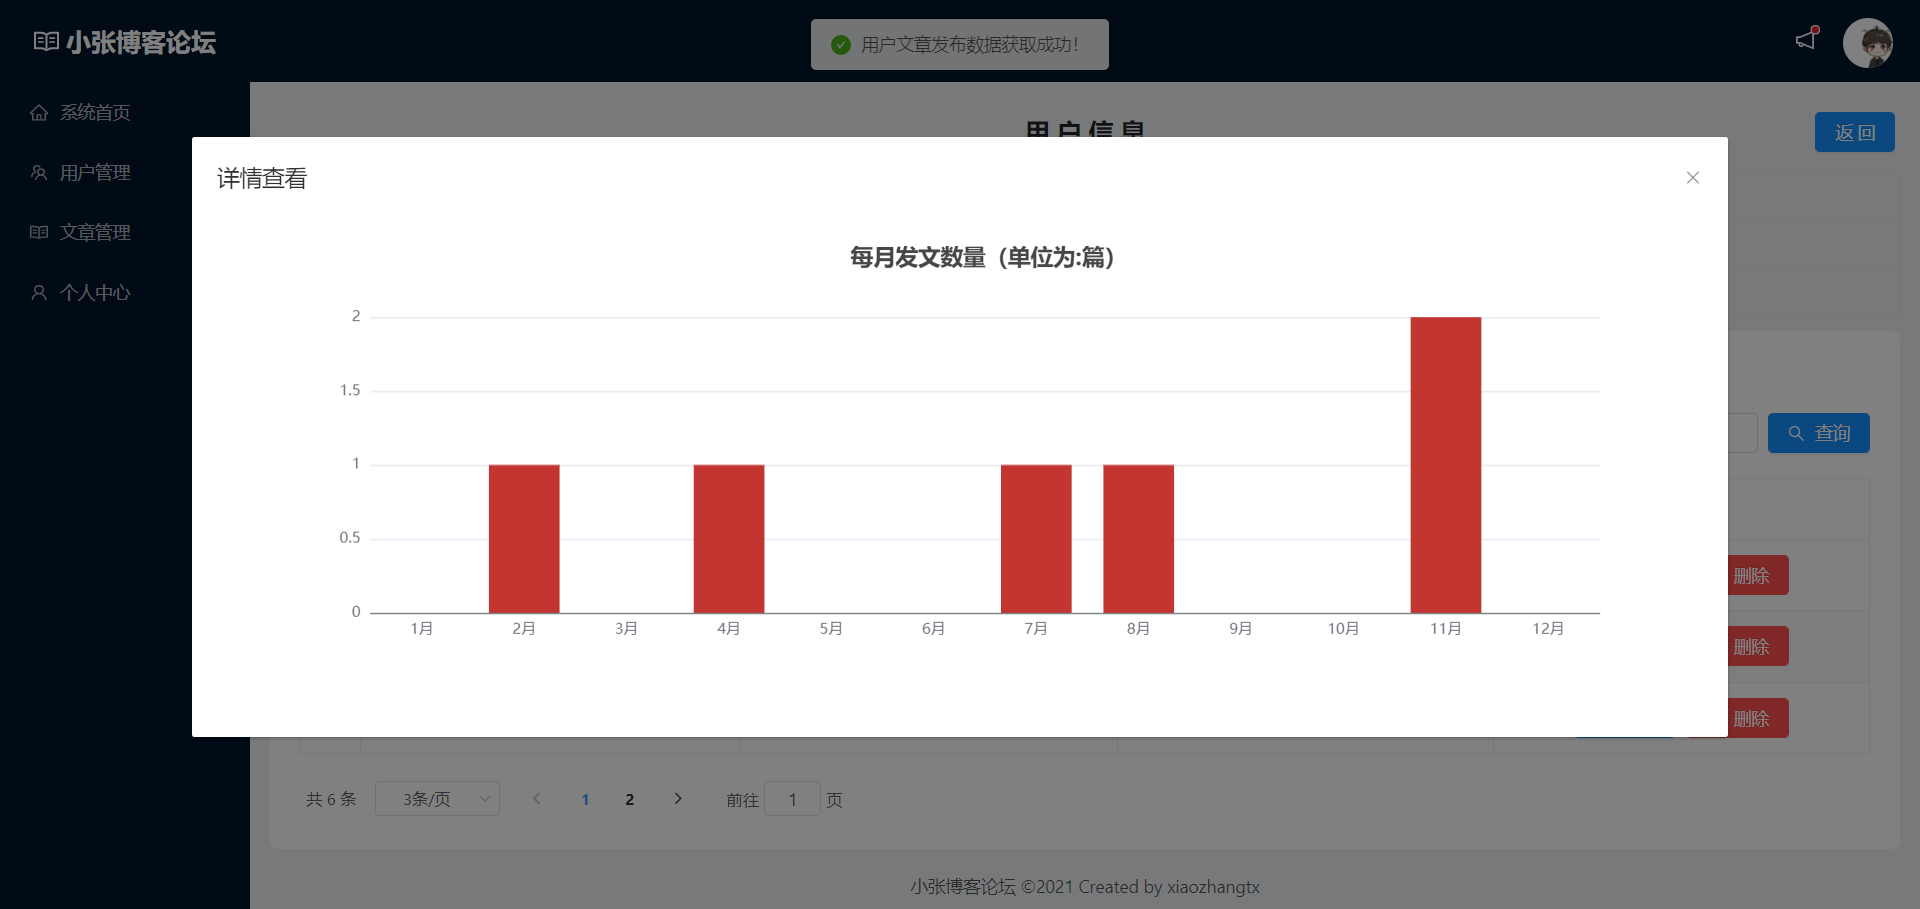 小张博客论坛
用户文章发布数据获取成功!
系统首页
用户管理
文章管理
个人中心
用户信息
返回
详情查看
每月发文数量（单位为:篇）
2
1.5
1
0.5
0
1月 2月 3月 4月 5月 6月 7月 8月 9月 10月 11月 12月
查询
删除
删除
删除
共 6 条 3条/页 1 2 前往 1 页
小张博客论坛 ©2021 Created by xiaozhangtx